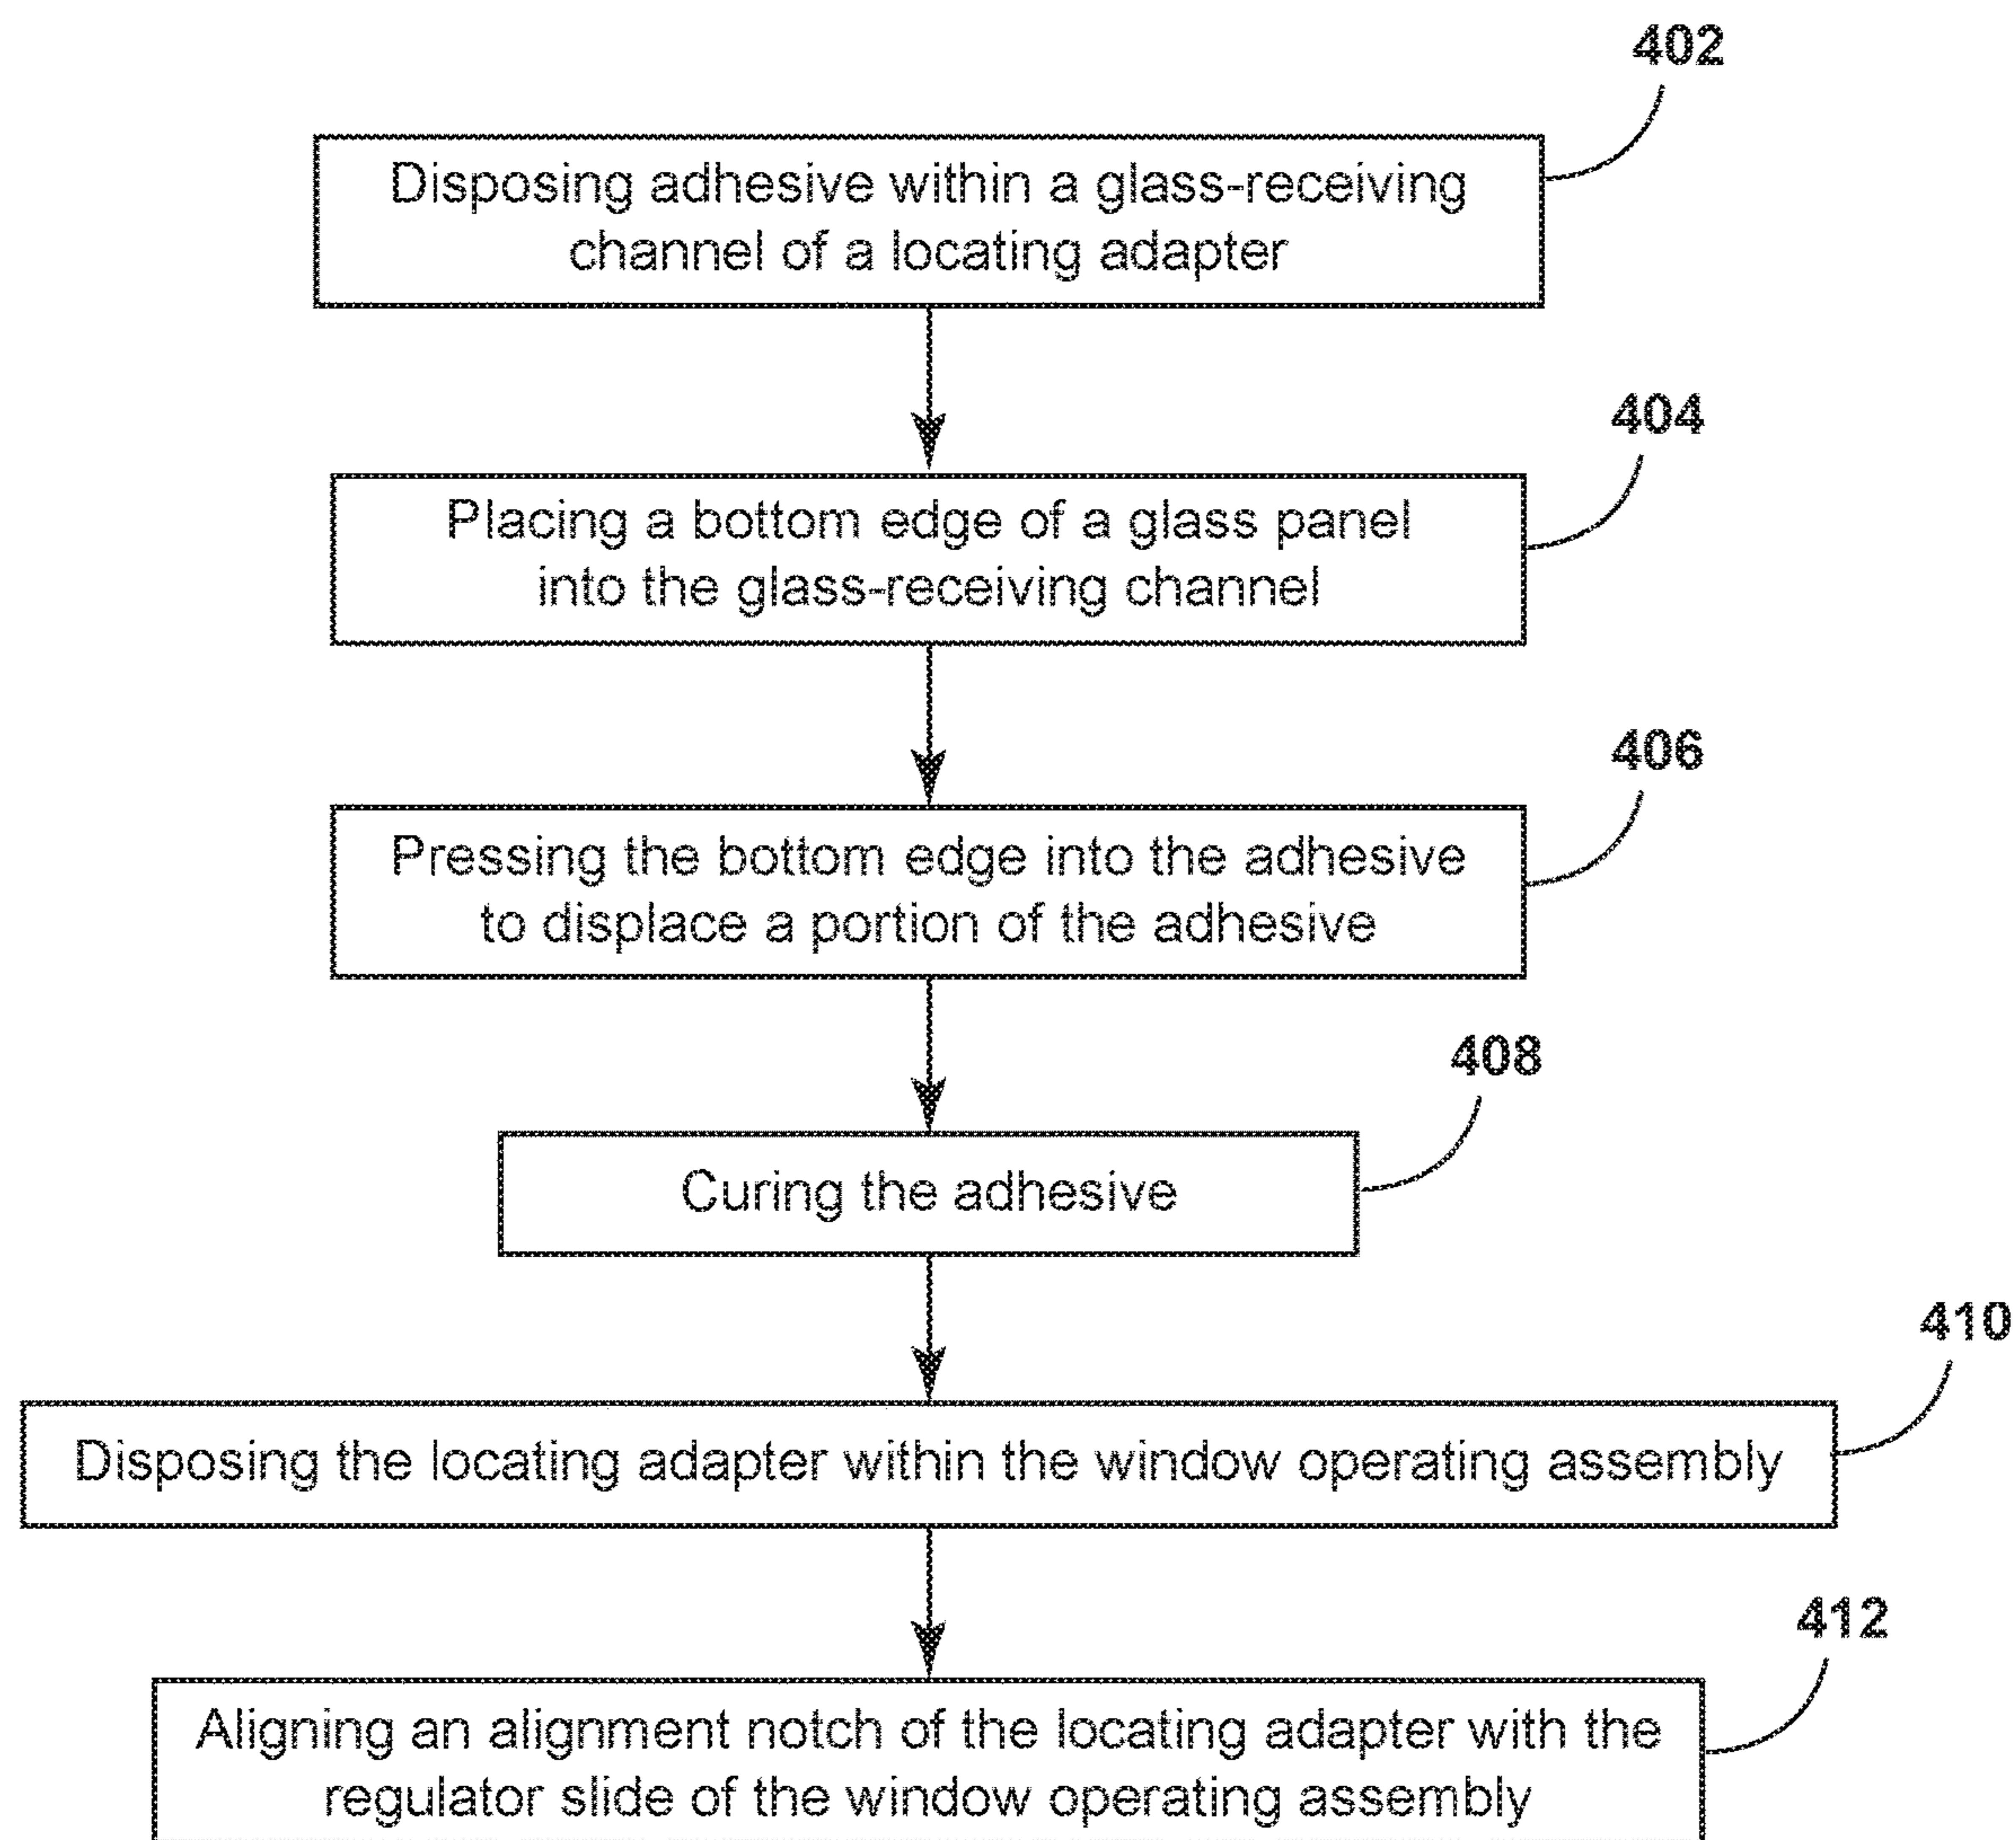 402
Disposing adhesive within a glass-receiving
channel of a locating adapter
404
Placing a bottom edge of a glass panel
into the glass-receiving channel
406
Pressing the bottom edge into the adhesive
to displace a portion of the adhesive
408
Curing the adhesive
410
Disposing the locating adapter within the window operating assembly
412
Aligning an alignment notch of the locating adapter with the
regulator slide of the window operating assembly